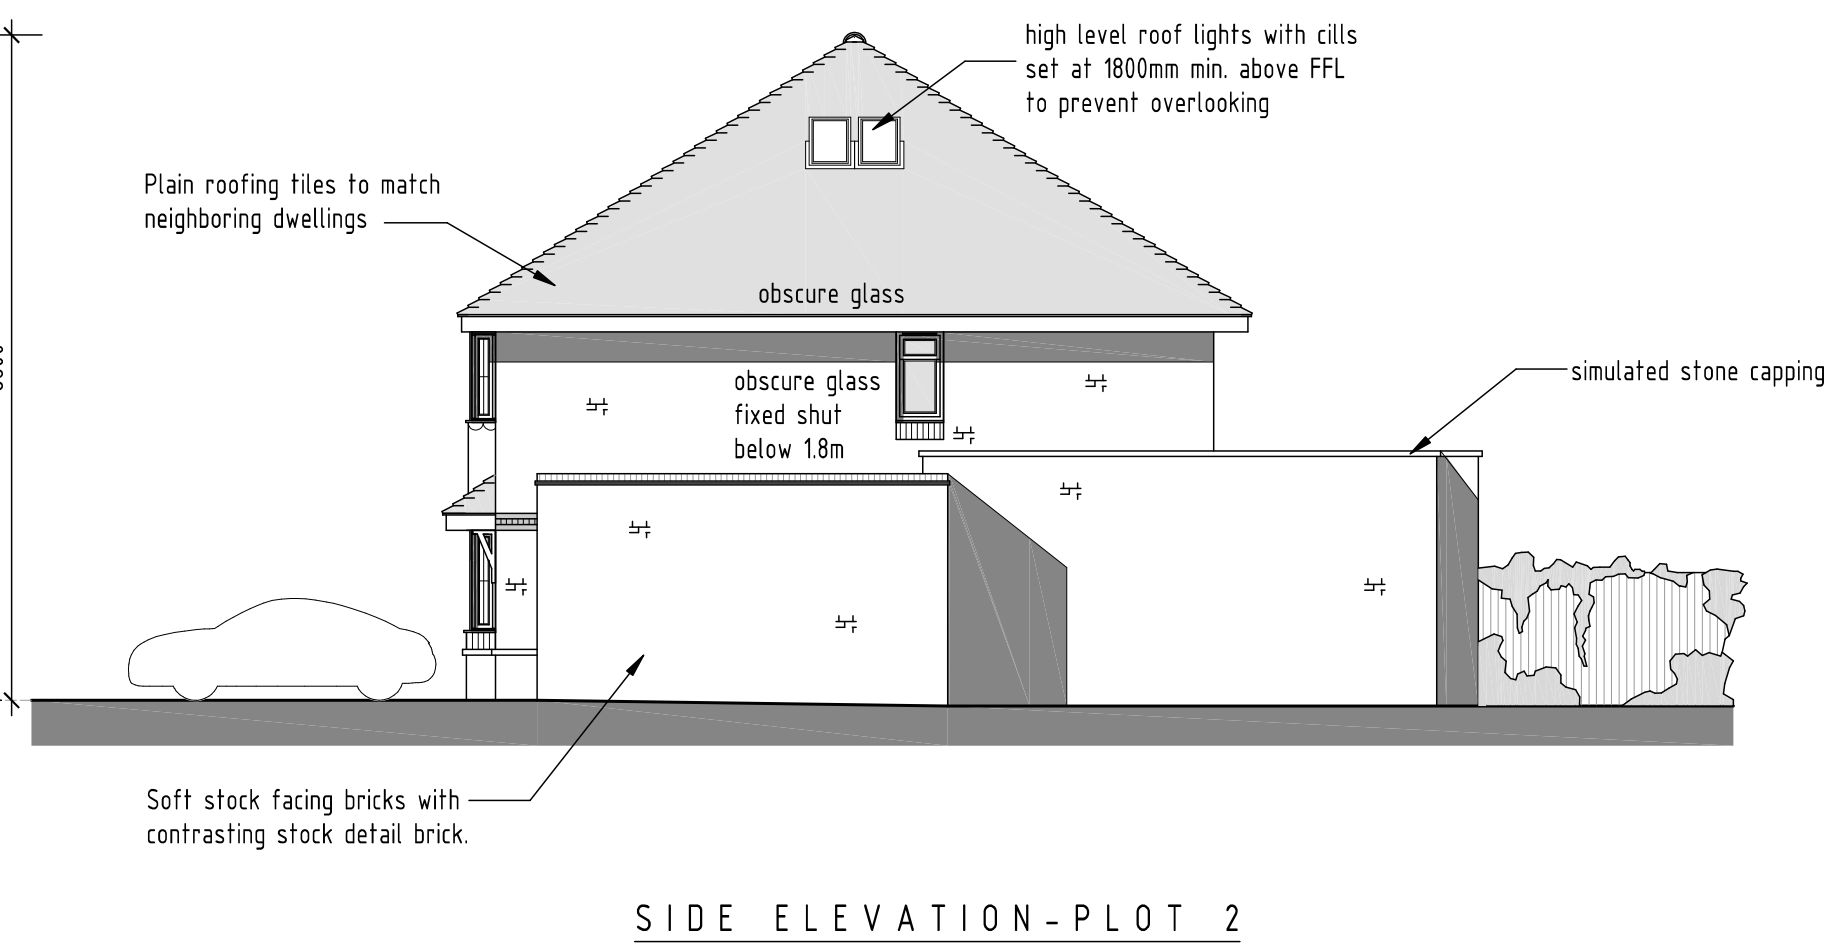 high level roof lights with cills
set at 1800mm min. above FFL
to prevent overlooking
Plain roofing tiles to match
neighboring dwellings
obscure glass
obscure glass
fixed shut
below 1.8m
simulated stone capping
Soft stock facing bricks with
contrasting stock detail brick.
SIDE ELEVATION-PLOT 2